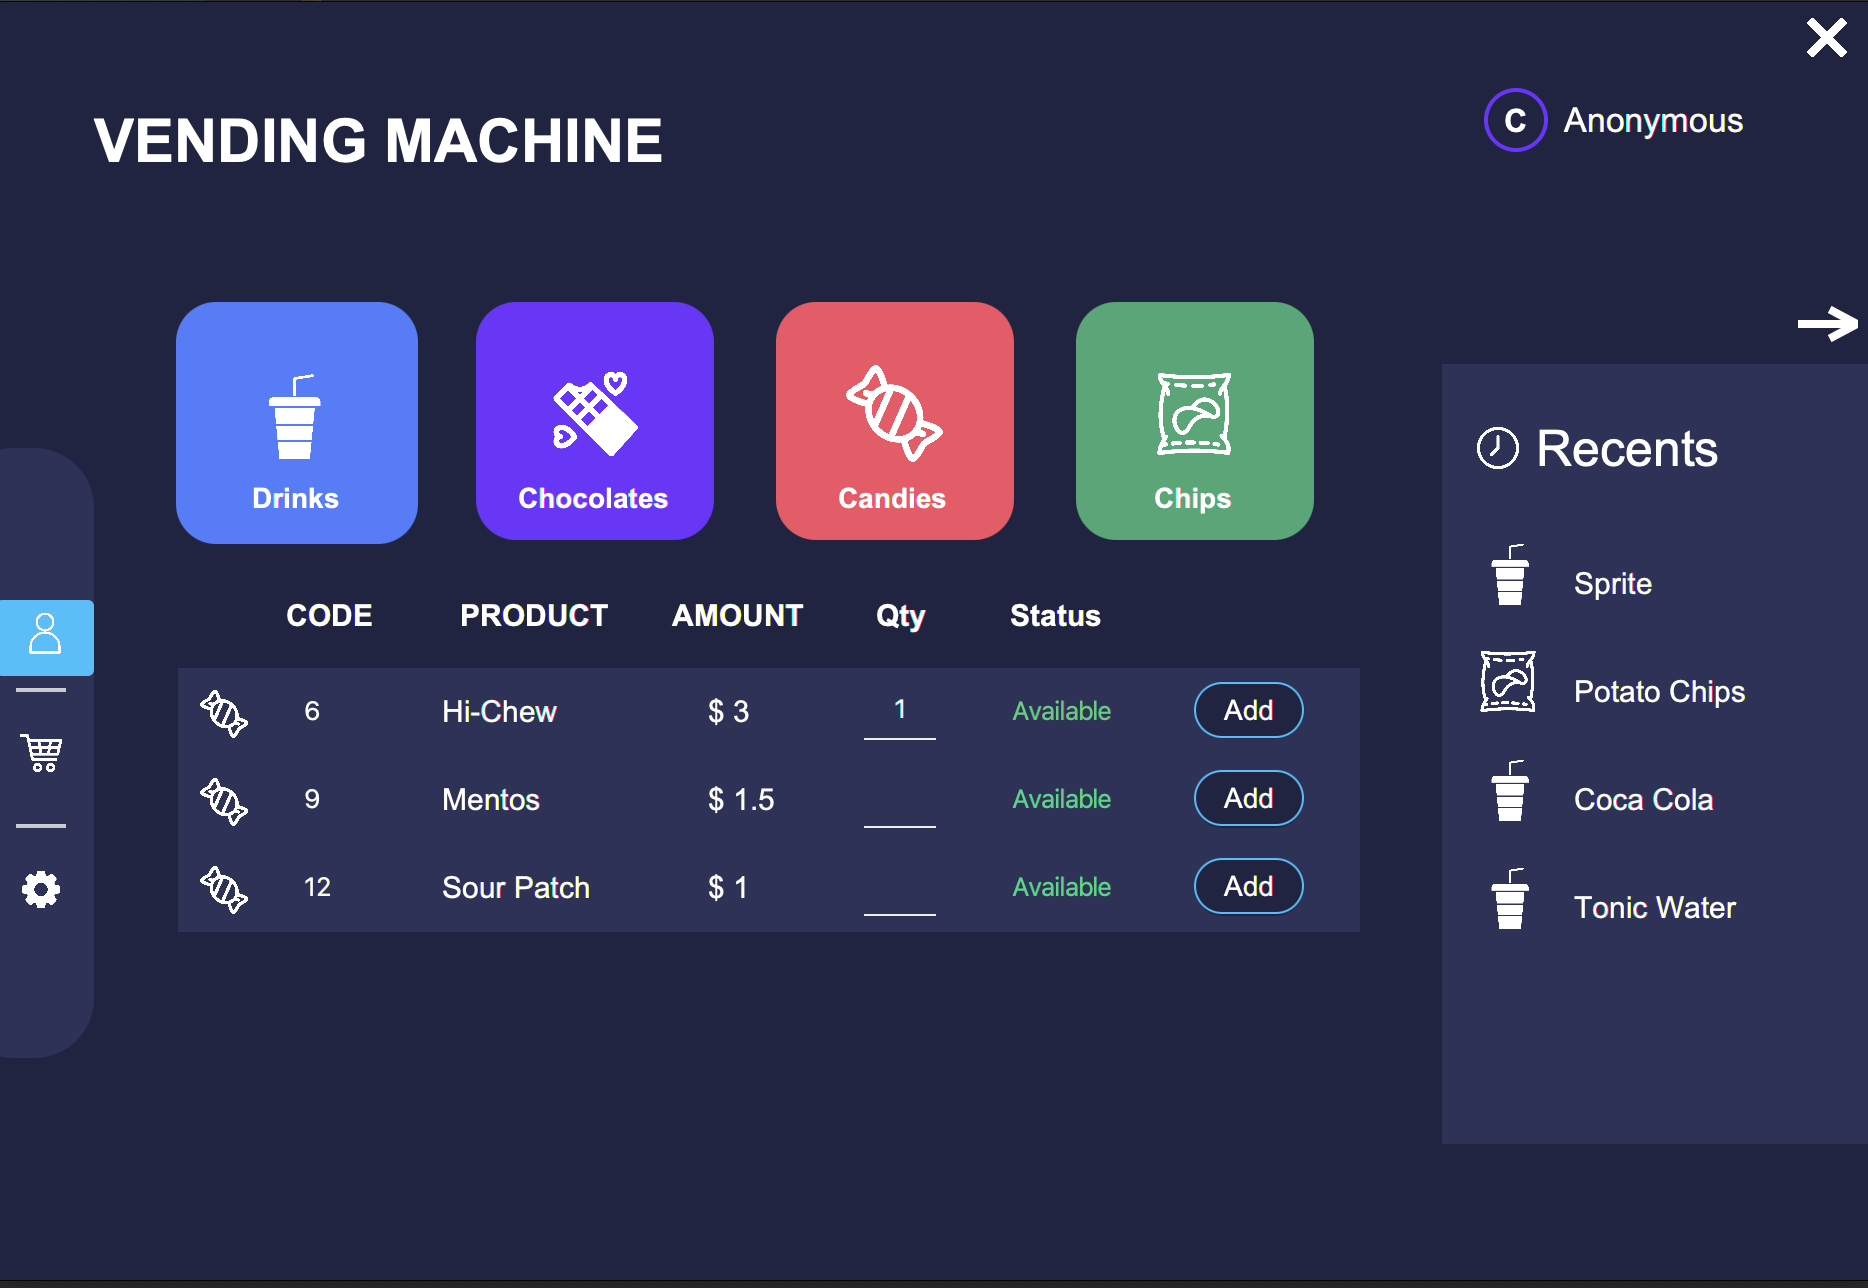 VENDING MACHINE
C Anonymous
Drinks Chocolates Candies Chips
CODE PRODUCT AMOUNT Qty Status
6 Hi-Chew $ 3 1 Available Add
9 Mentos $ 1.5 Available Add
12 Sour Patch $ 1 Available Add
Recents
Sprite
Potato Chips
Coca Cola
Tonic Water